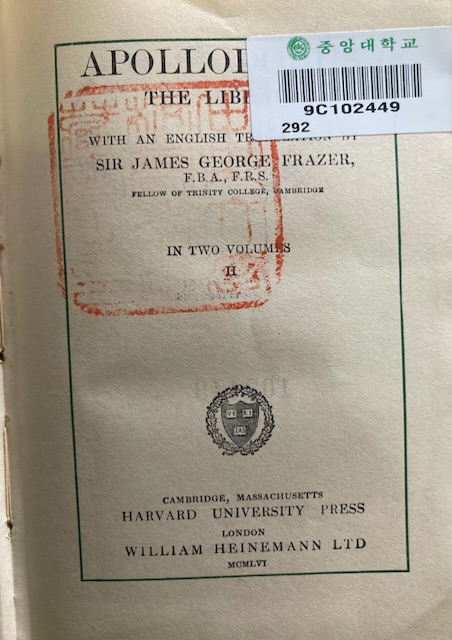 중앙대학교
9C102449
292
APOLLOD
THE LIB
WITH AN ENGLISH TRANSLATION BY
SIR JAMES GEORGE FRAZER,
F.B.A., F.R.S.
FELLOW OF TRINITY COLLEGE, CAMBRIDGE
IN TWO VOLUMES
II
VE RI
TAS
CAMBRIDGE, MASSACHUSETTS
HARVARD UNIVERSITY PRESS
LONDON
WILLIAM HEINEMANN LTD
MCMLVI